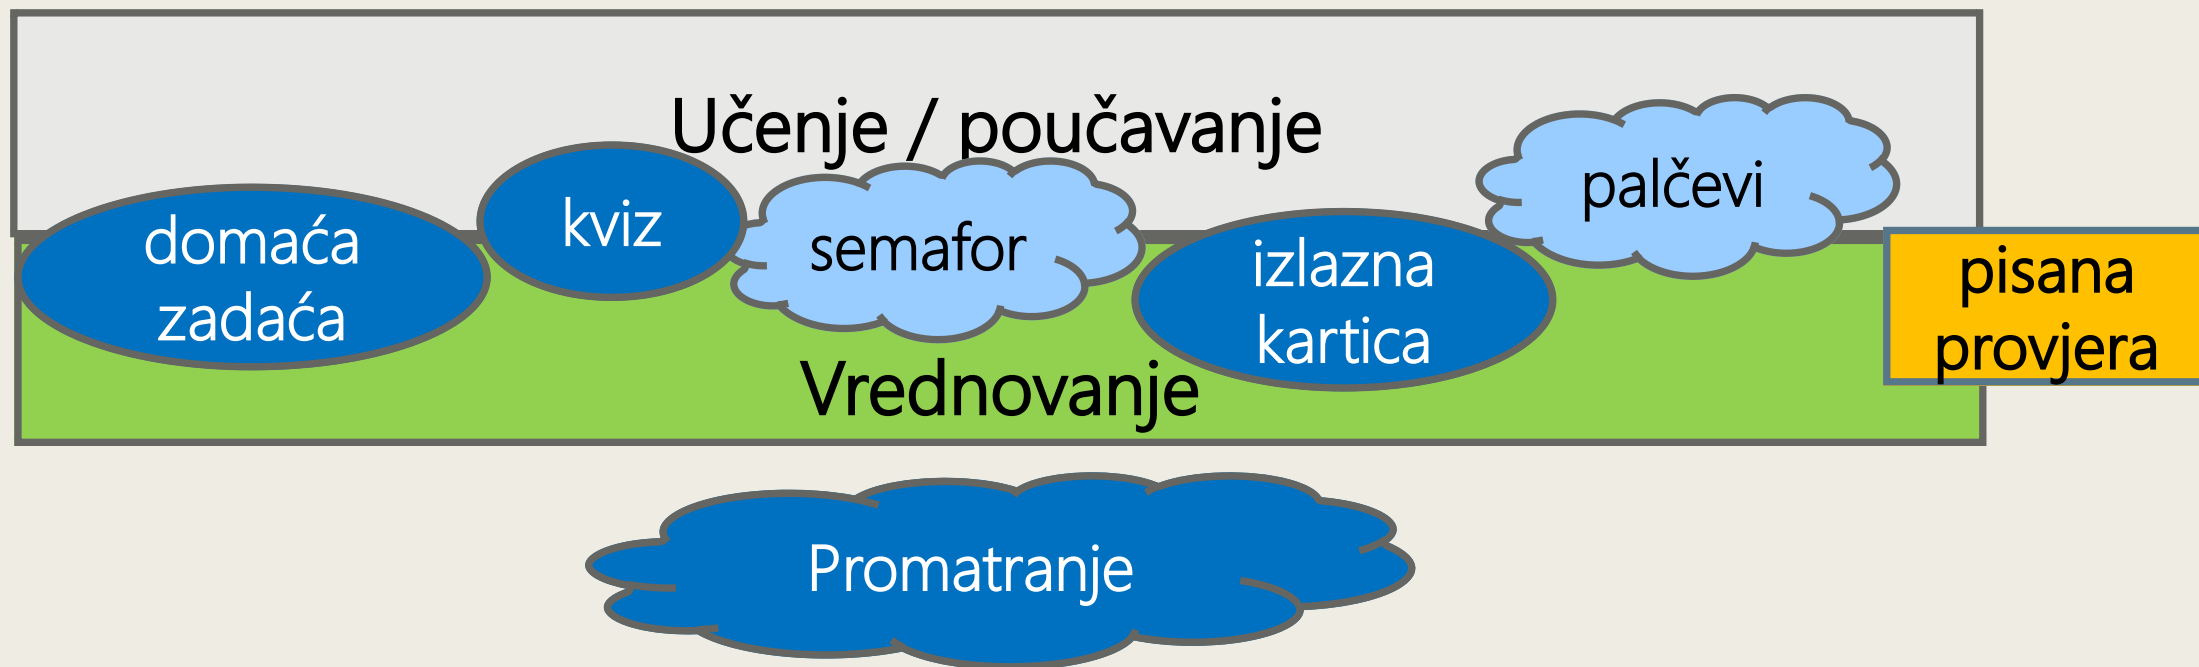 Učenje / poučavanje
domaća
zadaća
kviz
semafor
izlazna
kartica
palčevi
pisana
provjera
Vrednovanje
Promatranje